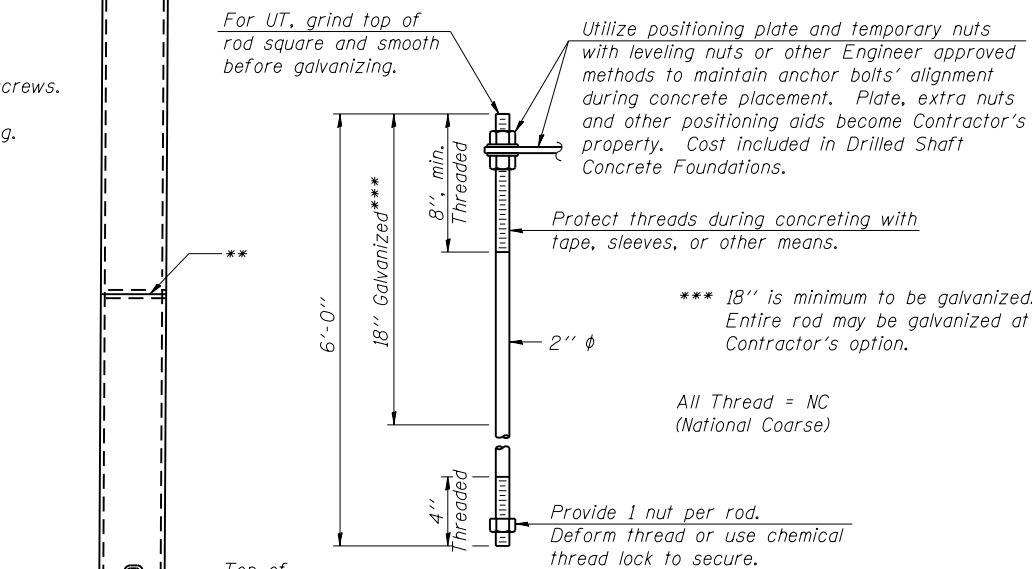 For UT, grind top of
rod square and smooth
before galvanizing.
Utilize positioning plate and temporary nuts
with leveling nuts or other Engineer approved
methods to maintain anchor bolts' alignment
during concrete placement.  Plate, extra nuts
and other positioning aids become Contractor's
property.  Cost included in Drilled Shaft
Concrete Foundations.
crews.
g.
6'-0"
18" Galvanized***
8", min.
Threaded
Protect threads during concreting with
tape, sleeves, or other means.
**
*** 18" is minimum to be galvanized.
Entire rod may be galvanized at
Contractor's option.
2" ϕ
All Thread = NC
(National Coarse)
4"
Threaded
Provide 1 nut per rod.
Deform thread or use chemical
thread lock to secure.
Top of